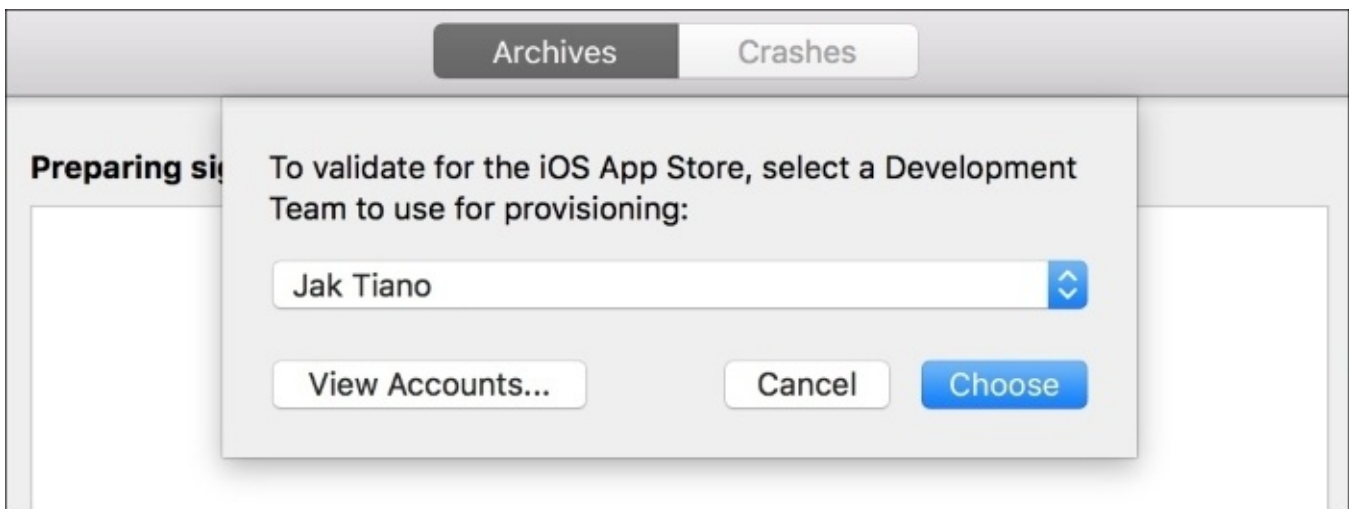 Archives Crashes
Preparing
To validate for the iOS App Store, select a Development
Team to use for provisioning:
Jak Tiano
View Accounts... Cancel Choose